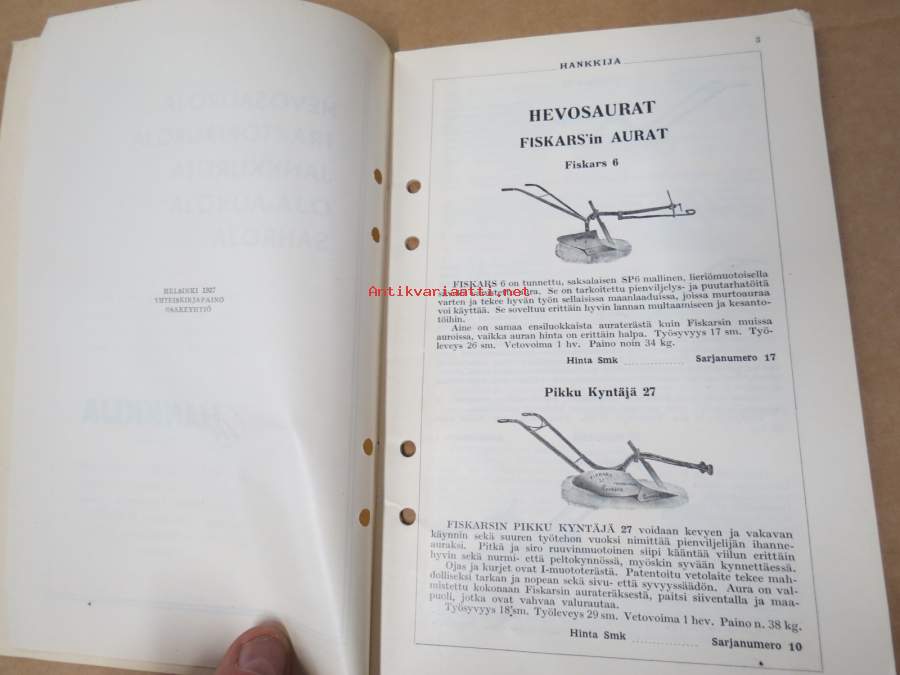 HELSINKI 1927
YHTEISKIRJAPAINO
OSAKEYHTIÖ
3
HANKKIJA
HEVOSAURAT
FISKARS'in AURAT
Fiskars 6
FISKARS 6 on tunnettu, saksalaisen SP6 mallinen, lieriömuotoisella
aura. Se on tarkoitettu pienviljelys- ja puutarhatöitä
varten ja tekee hyvän työn sellaisissa maanlaaduissa, joissa murtoauraa
voi käyttää. Se soveltuu erittäin hyvin lannan multaamiseen ja kesanto-
töihin.
Aine on samaa ensiluokkaista aurateräst​ä kuin Fiskarsin muissa
auroissa, vaikka auran hinta on erittäin halpa. Työsyvyys 17 sm. Työ-
leveys 26 sm. Vetovoima 1 hv. Paino noin 34 kg.
Hinta Smk .................... Sarjanumero 17
Pikku Kyntäjä 27
FISKARS
FISKARSIN PIKKU KYNTÄJÄ 27 voidaan kevyen ja vakavan
käynnin sekä suuren työtehon vuoksi nimittää pienviljelijän ihanne-
auraksi. Pitkä ja siro ruuvinmuotoinen siipi kääntää viilun erittäin
hyvin sekä nurmi- että peltokynnössä, myöskin syvään kynnettäessä.
Ojas ja kurjet ovat I-muototerästä. Patentoitu vetolaite tekee mah-
dolliseksi tarkan ja nopean sekä sivu- että syvyyssäädön. Aura on val-
mistettu kokonaan Fiskarsin auraterāksestä, paitsi siiventalla ja maa-
puoli, jotka ovat vahvaa valurautaa.
Työsyvyys 18 sm. Työleveys 29 sm. Vetovoima 1 hev. Paino n. 38 kg.
Hinta Smk .................... Sarjanumero 10
Antikvariaatti.net